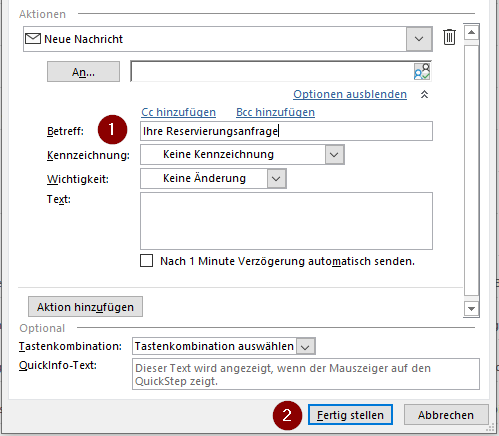 Aktionen
Neue Nachricht
An...
Optionen ausblenden
Cc hinzufügen Bcc hinzufügen
Betreff: 1 Ihre Reservierungsanfrage
Kennzeichnung: Keine Kennzeichnung
Wichtigkeit: Keine Änderung
Text:
Nach 1 Minute Verzögerung automatisch senden.
Aktion hinzufügen
Optional
Tastenkombination: Tastenkombination auswählen
QuickInfo-Text: Dieser Text wird angezeigt, wenn der Mauszeiger auf den
QuickStep zeigt.
2 Fertig stellen Abbrechen